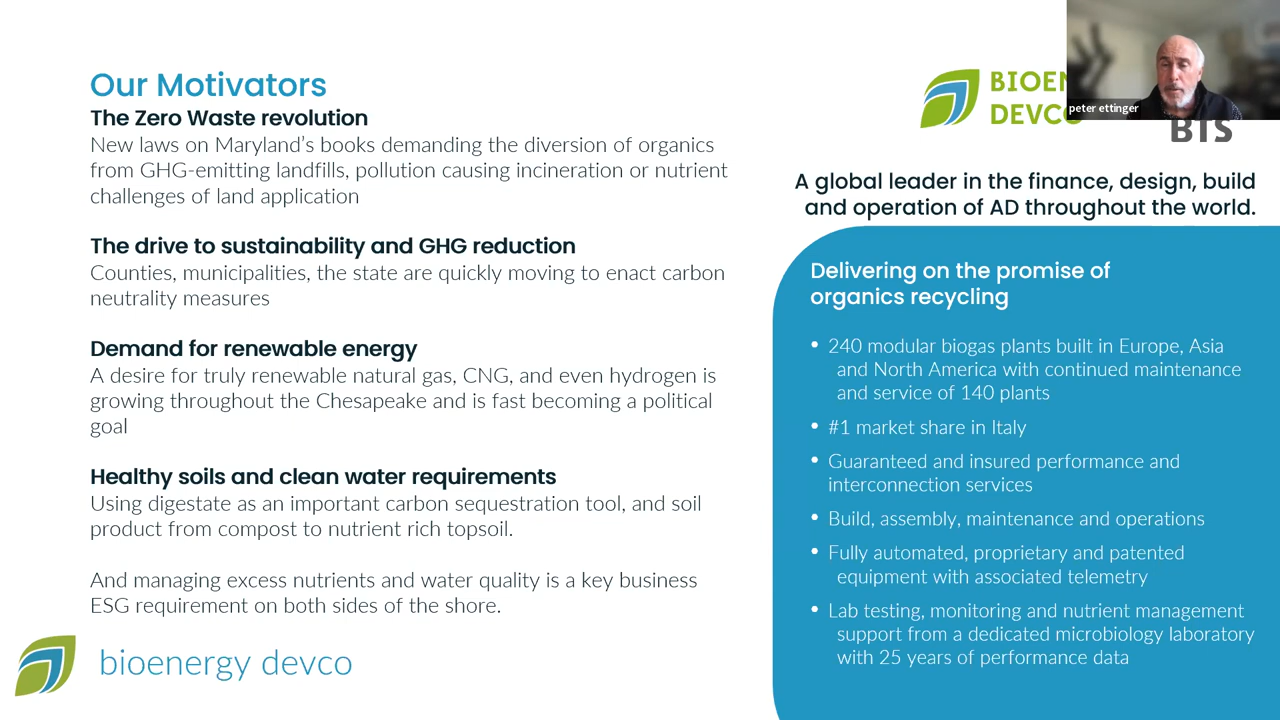 Our Motivators
The Zero Waste revolution
New laws on Maryland's books demanding the diversion of organics
from GHG-emitting landfills, pollution causing incineration or nutrient
challenges of land application
The drive to sustainability and GHG reduction
Counties, municipalities, the state are quickly moving to enact carbon
neutrality measures
Demand for renewable energy
A desire for truly renewable natural gas, CNG, and even hydrogen is
growing throughout the Chesapeake and is fast becoming a political
goal
Healthy soils and clean water requirements
Using digestate as an important carbon sequestration tool, and soil
product from compost to nutrient rich topsoil.
And managing excess nutrients and water quality is a key business
ESG requirement on both sides of the shore.
bioenergy devco
DEVCO
peter ettinger
BTS
A global leader in the finance, design, build
and operation of AD throughout the world.
Delivering on the promise of
organics recycling
• 240 modular biogas plants built in Europe, Asia
and North America with continued maintenance
and service of 140 plants
• #1 market share in Italy
• Guaranteed and insured performance and
interconnection services
• Build, assembly, maintenance and operations
• Fully automated, proprietary and patented
equipment with associated telemetry
• Lab testing, monitoring and nutrient management
support from a dedicated microbiology laboratory
with 25 years of performance data